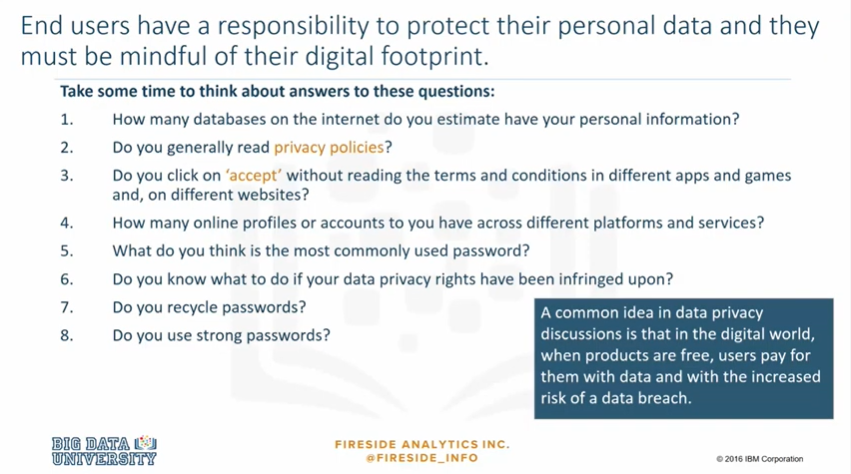 End users have a responsibility to protect their personal data and they
must be mindful of their digital footprint.
Take some time to think about answers to these questions:
1. How many databases on the internet do you estimate have your personal information?
2. Do you generally read privacy policies?
3. Do you click on ‘accept’ without reading the terms and conditions in different apps and games
and, on different websites?
4. How many online profiles or accounts to you have across different platforms and services?
5. What do you think is the most commonly used password?
6. Do you know what to do if your data privacy rights have been infringed upon?
7. Do you recycle passwords?
8. Do you use strong passwords?
A common idea in data privacy
discussions is that in the digital world,
when products are free, users pay for
them with data and with the increased
risk of a data breach.
BIG DATA
UNIVERSITY
FIRESIDE ANALYTICS INC.
@FIRESIDE_INFO
© 2016 IBM Corporation